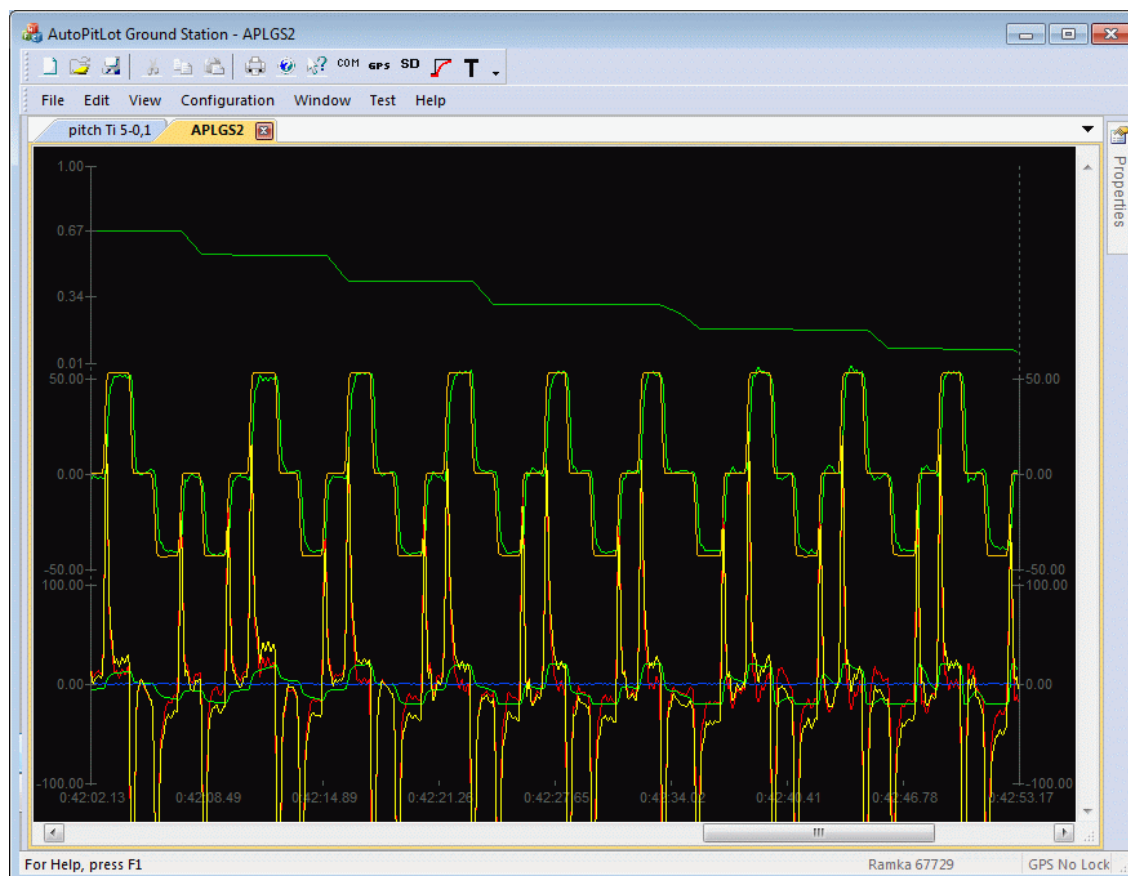 AutoPitLot Ground Station - APLGS2
COM GPS SD T
File Edit View Configuration Window Test Help
pitch Ti 5-0,1 APLGS2
Properties
1.00
0.67
0.34
0.01
50.00 50.00
0.00 0.00
-50.00 -50.00
100.00 100.00
0.00 0.00
-100.00 -100.00
0:42:02.13 0:42:08.49 0:42:14.89 0:42:21.26 0:42:27.65 0:42:34.02 0:42:40.41 0:42:46.78 0:42:53.17
For Help, press F1 Ramka 67729 GPS No Lock